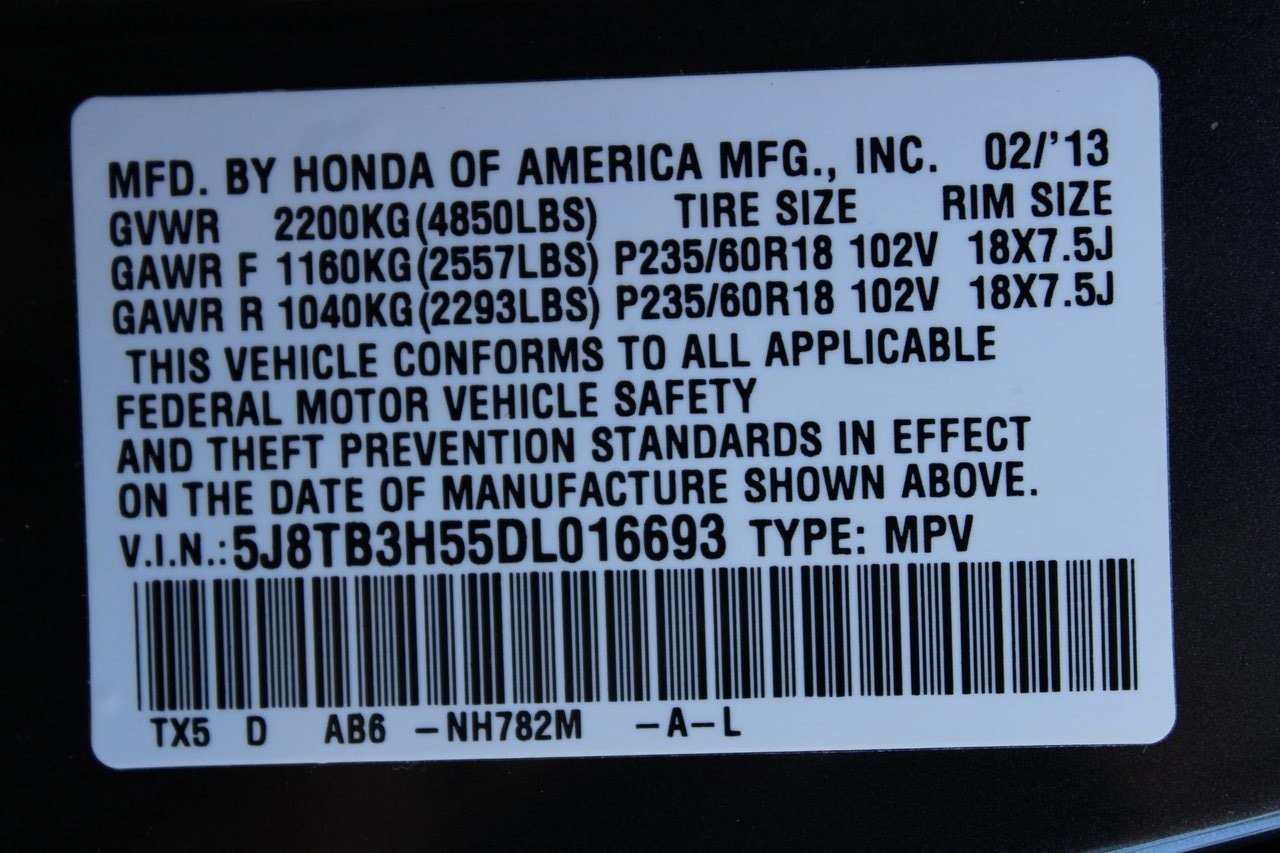 MFD. BY HONDA OF AMERICA MFG., INC. 02/'13
GVWR 2200KG(4850LBS) TIRE SIZE RIM SIZE
GAWR F 1160KG(2557LBS) P235/60R18 102V 18X7.5J
GAWR R 1040KG(2293LBS) P235/60R18 102V 18X7.5J
THIS VEHICLE CONFORMS TO ALL APPLICABLE
FEDERAL MOTOR VEHICLE SAFETY
AND THEFT PREVENTION STANDARDS IN EFFECT
ON THE DATE OF MANUFACTURE SHOWN ABOVE.
V.I.N.:5J8TB3H55DL016693 TYPE: MPV
TX5 D AB6 -NH782M -A-L